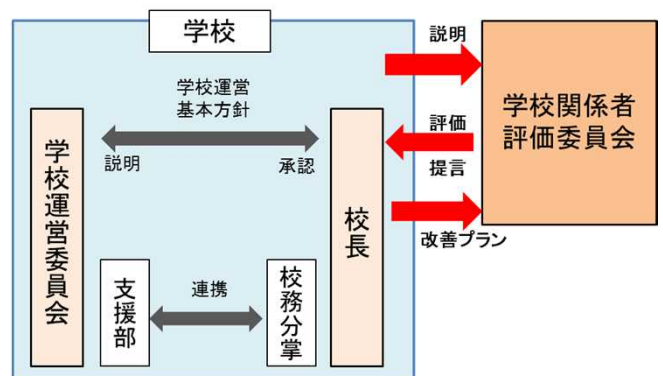 学校
説明
学校関係者
評価委員会
学校運営
基本方針
評価
提言
説明
承認
学校運営委員会
校長
改善プラン
支援部
連携
校務分掌